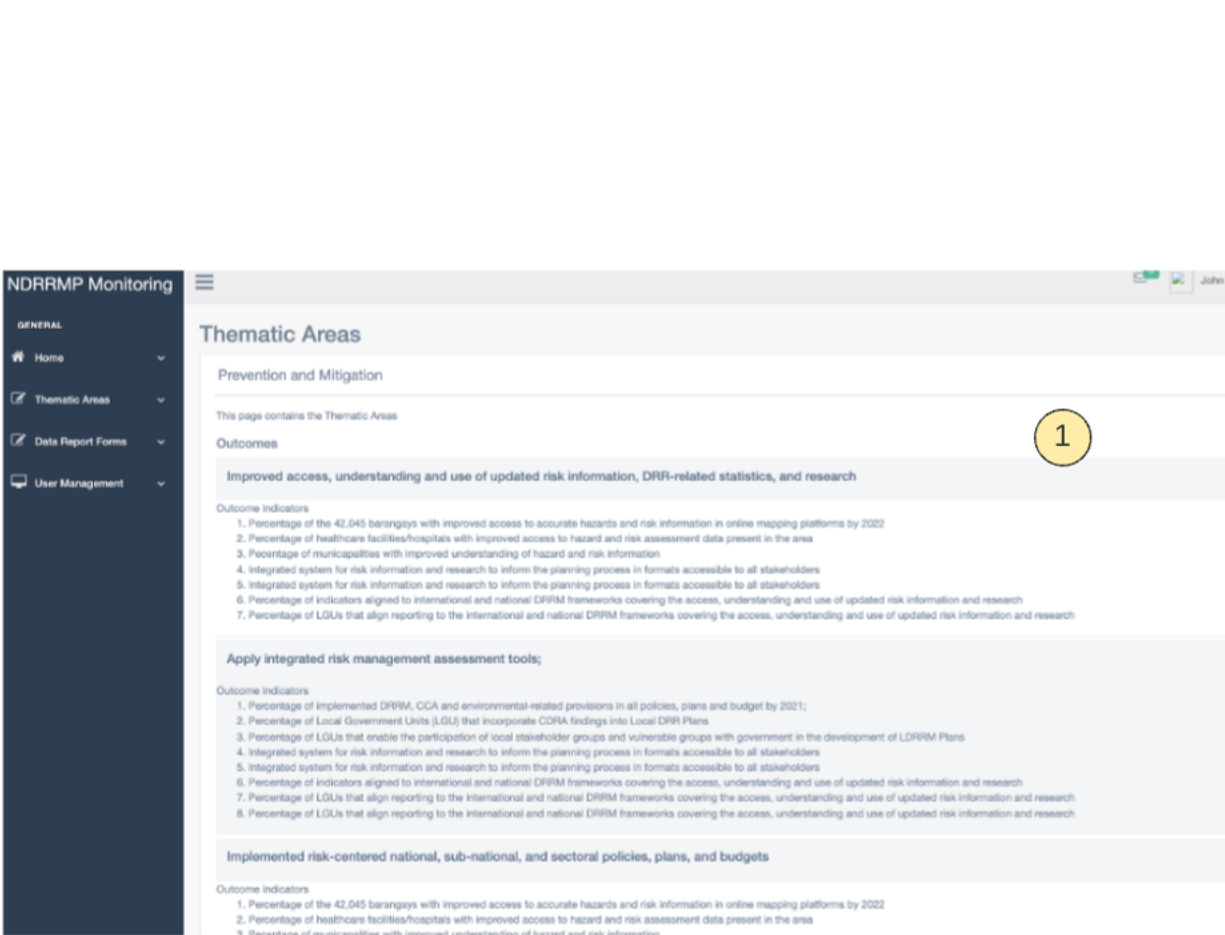 NDRRMP Monitoring
GENERAL
Home
Thematic Areas
Data Report Forms
User Management
John
Thematic Areas
Prevention and Mitigation
This page contains the Thematic Areas
1
Outcomes
Improved access, understanding and use of updated risk information, DRR-related statistics, and research
Outcome Indicators
1. Percentage of the 42,045 barangays with improved access to accurate hazards and risk information in online mapping platforms by 2022
2. Percentage of healthcare facilities/hospitals with improved access to hazard and risk assessment data present in the area
3. Pecentage of municapalities with improved understanding of hazard and risk information
4. Integrated system for risk information and research to inform the planning process in formats accessible to all stakeholders
5. Integrated system for risk information and research to inform the planning process in formats accessible to all stakeholders
6. Percentage of indicators aligned to international and national DRRM frameworks covering the access, understanding and use of updated risk information and research
7. Percentage of LGUs that align reporting to the international and national DRRM frameworks covering the access, understanding and use of updated risk information and research
Apply integrated risk management assessment tools;
Outcome Indicators
1. Percentage of implemented DRRM, CCA and environmental-related provisions in all policies, plans and budget by 2021;
2. Percentage of Local Government Units (LGU) that incorporate CDRA findings into Local DRR Plans
3. Percentage of LGUs that enable the participation of local stakeholder groups and vulnerable groups with government in the development of LDRRM Plans
4. Integrated system for risk information and research to inform the planning process in formats accessible to all stakeholders
5. Integrated system for risk information and research to inform the planning process in formats accessible to all stakeholders
6. Percentage of indicators aligned to international and national DRRM frameworks covering the access, understanding and use of updated risk information and research
7. Percentage of LGUs that align reporting to the international and national DRRM frameworks covering the access, understanding and use of updated risk information and research
8. Percentage of LGUs that align reporting to the international and national DRRM frameworks covering the access, understanding and use of updated risk information and research
Implemented risk-centered national, sub-national, and sectoral policies, plans, and budgets
Outcome Indicators
1. Percentage of the 42,045 barangays with improved access to accurate hazards and risk information in online mapping platforms by 2022
2. Percentage of healthcare facilities/hospitals with improved access to hazard and risk assessment data present in the area
3. Pecentage of municapalities with improved understanding of hazard and risk information